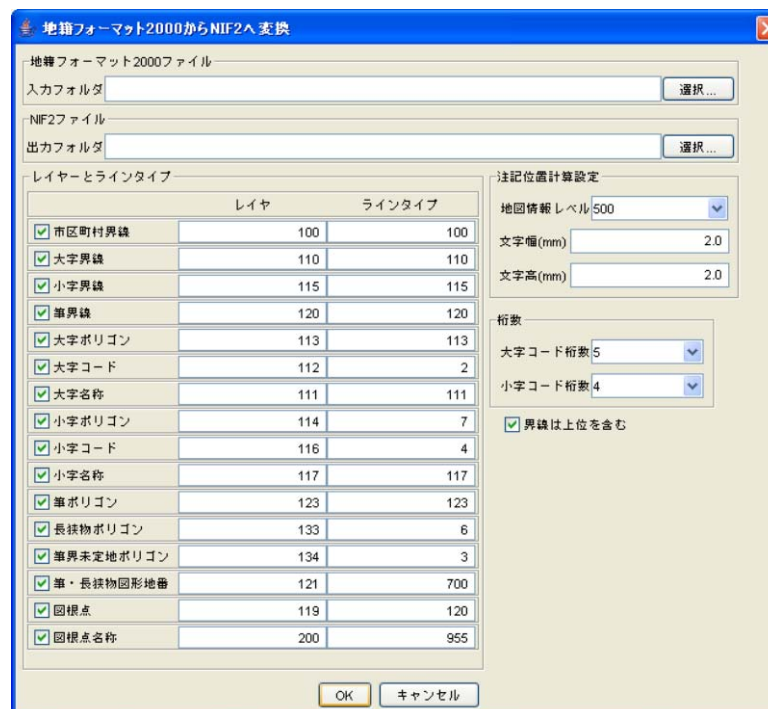 地籍フォーマット2000からNIF2へ変換
地籍フォーマット2000ファイル
入力フォルダ 選択...
NIF2ファイル
出力フォルダ 選択...
レイヤーとラインタイプ
レイヤ ラインタイプ
市区町村界線 100 100
大字界線 110 110
小字界線 115 115
筆界線 120 120
大字ポリゴン 113 113
大字コード 112 2
大字名称 111 111
小字ポリゴン 114 7
小字コード 116 4
小字名称 117 117
筆ポリゴン 123 123
長狭物ポリゴン 133 6
筆界未定地ポリゴン 134 3
筆・長狭物図形地番 121 700
図根点 119 120
図根点名称 200 955
注記位置計算設定
地図情報レベル 500
文字幅(mm) 2.0
文字高(mm) 2.0
桁数
大字コード桁数 5
小字コード桁数 4
界線は上位を含む
OK キャンセル